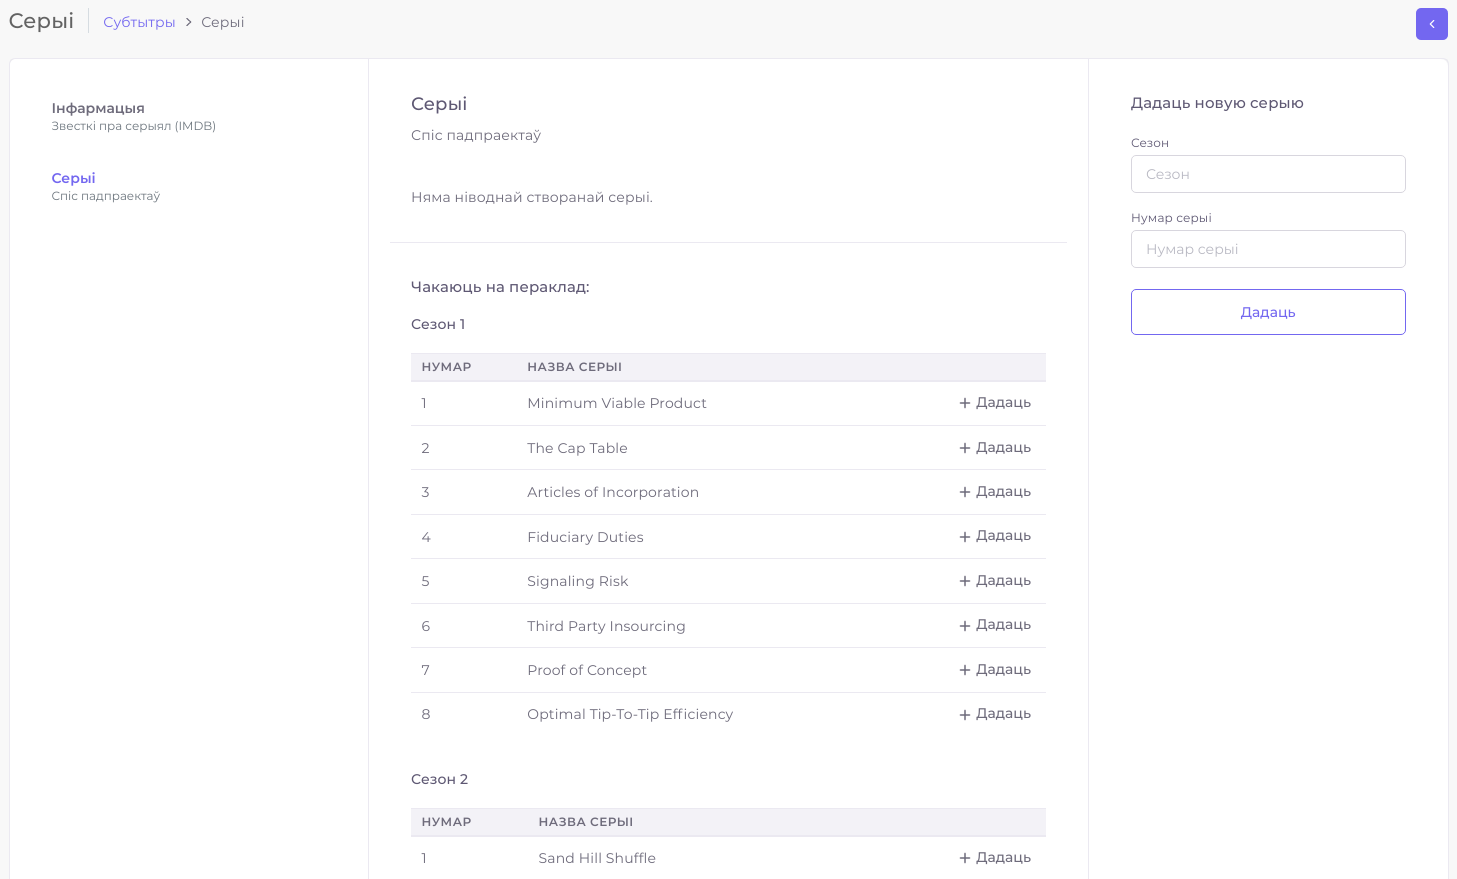 Серыі
Субтытры > Серыі
Інфармацыя
Звесткі пра серыял (IMDB)
Серыі
Спіс падпраектаў
Серыі
Спіс падпраектаў
Няма ніводнай створанай серыі.
Чакаюць на пераклад:
Сезон 1
НУМАР НАЗВА СЕРЫІ
1 Minimum Viable Product + Дадаць
2 The Cap Table + Дадаць
3 Articles of Incorporation + Дадаць
4 Fiduciary Duties + Дадаць
5 Signaling Risk + Дадаць
6 Third Party Insourcing + Дадаць
7 Proof of Concept + Дадаць
8 Optimal Tip-To-Tip Efficiency + Дадаць
Сезон 2
НУМАР НАЗВА СЕРЫІ
1 Sand Hill Shuffle + Дадаць
Дадаць новую серыю
Сезон
Сезон
Нумар серыі
Нумар серыі
Дадаць